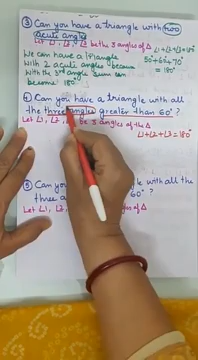 ③ Can you have a triangle with two
acute angles
Let ∠1, ∠2, ∠3 be the 3 angles of Δ
∠1+∠2+∠3=180°
We can have a triangle
50°+60°+70°
With 2 acute angles because
= 180°
With the 3rd angle sum can
become 180°
④ Can you have a triangle with all
the three angles greater than 60°?
Let ∠1, be 3 angles of the Δ
∠1+∠2+∠3=180°
⑤ Can you with all the
three a 60°?
Let ∠1, ∠2, es of Δ